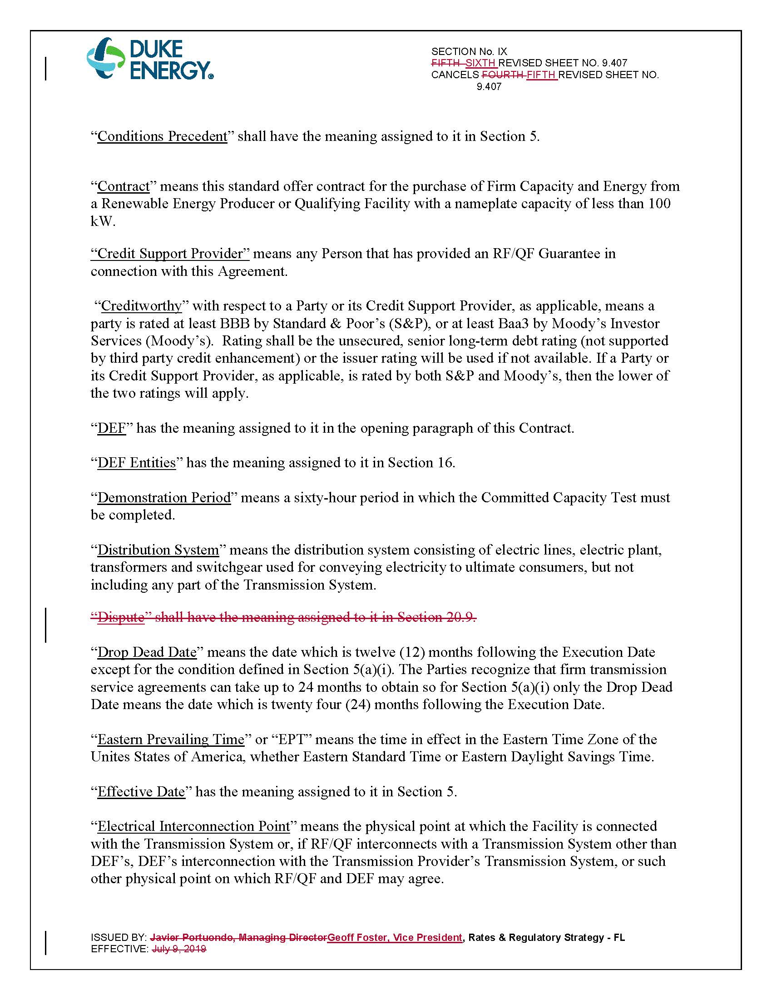 DUKE
ENERGY®
SECTION No. IX
FIFTH SIXTH REVISED SHEET NO. 9.407
CANCELS FOURTH FIFTH REVISED SHEET NO.
9.407
“Conditions Precedent” shall have the meaning assigned to it in Section 5.
“Contract” means this standard offer contract for the purchase of Firm Capacity and Energy from
a Renewable Energy Producer or Qualifying Facility with a nameplate capacity of less than 100
kW.
“Credit Support Provider” means any Person that has provided an RF/QF Guarantee in
connection with this Agreement.
“Creditworthy” with respect to a Party or its Credit Support Provider, as applicable, means a
party is rated at least BBB by Standard & Poor’s (S&P), or at least Baa3 by Moody’s Investor
Services (Moody’s). Rating shall be the unsecured, senior long-term debt rating (not supported
by third party credit enhancement) or the issuer rating will be used if not available. If a Party or
its Credit Support Provider, as applicable, is rated by both S&P and Moody’s, then the lower of
the two ratings will apply.
“DEF” has the meaning assigned to it in the opening paragraph of this Contract.
“DEF Entities” has the meaning assigned to it in Section 16.
“Demonstration Period” means a sixty-hour period in which the Committed Capacity Test must
be completed.
“Distribution System” means the distribution system consisting of electric lines, electric plant,
transformers and switchgear used for conveying electricity to ultimate consumers, but not
including any part of the Transmission System.
“Dispute” shall have the meaning assigned to it in Section 20.9.
“Drop Dead Date” means the date which is twelve (12) months following the Execution Date
except for the condition defined in Section 5(a)(i). The Parties recognize that firm transmission
service agreements can take up to 24 months to obtain so for Section 5(a)(i) only the Drop Dead
Date means the date which is twenty four (24) months following the Execution Date.
“Eastern Prevailing Time” or “EPT” means the time in effect in the Eastern Time Zone of the
Unites States of America, whether Eastern Standard Time or Eastern Daylight Savings Time.
“Effective Date” has the meaning assigned to it in Section 5.
“Electrical Interconnection Point” means the physical point at which the Facility is connected
with the Transmission System or, if RF/QF interconnects with a Transmission System other than
DEF’s, DEF’s interconnection with the Transmission Provider’s Transmission System, or such
other physical point on which RF/QF and DEF may agree.
ISSUED BY: Javier Portuondo, Managing DirectorGeoff Foster, Vice President, Rates & Regulatory Strategy - FL
EFFECTIVE: July 9, 2019